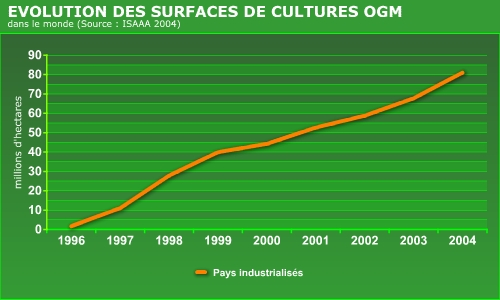 EVOLUTION DES SURFACES DE CULTURES OGM
dans le monde (Source : ISAAA 2004)
millions d'hectares
90
80
70
60
50
40
30
20
10
0
1996 1997 1998 1999 2000 2001 2002 2003 2004
Pays industrialisés